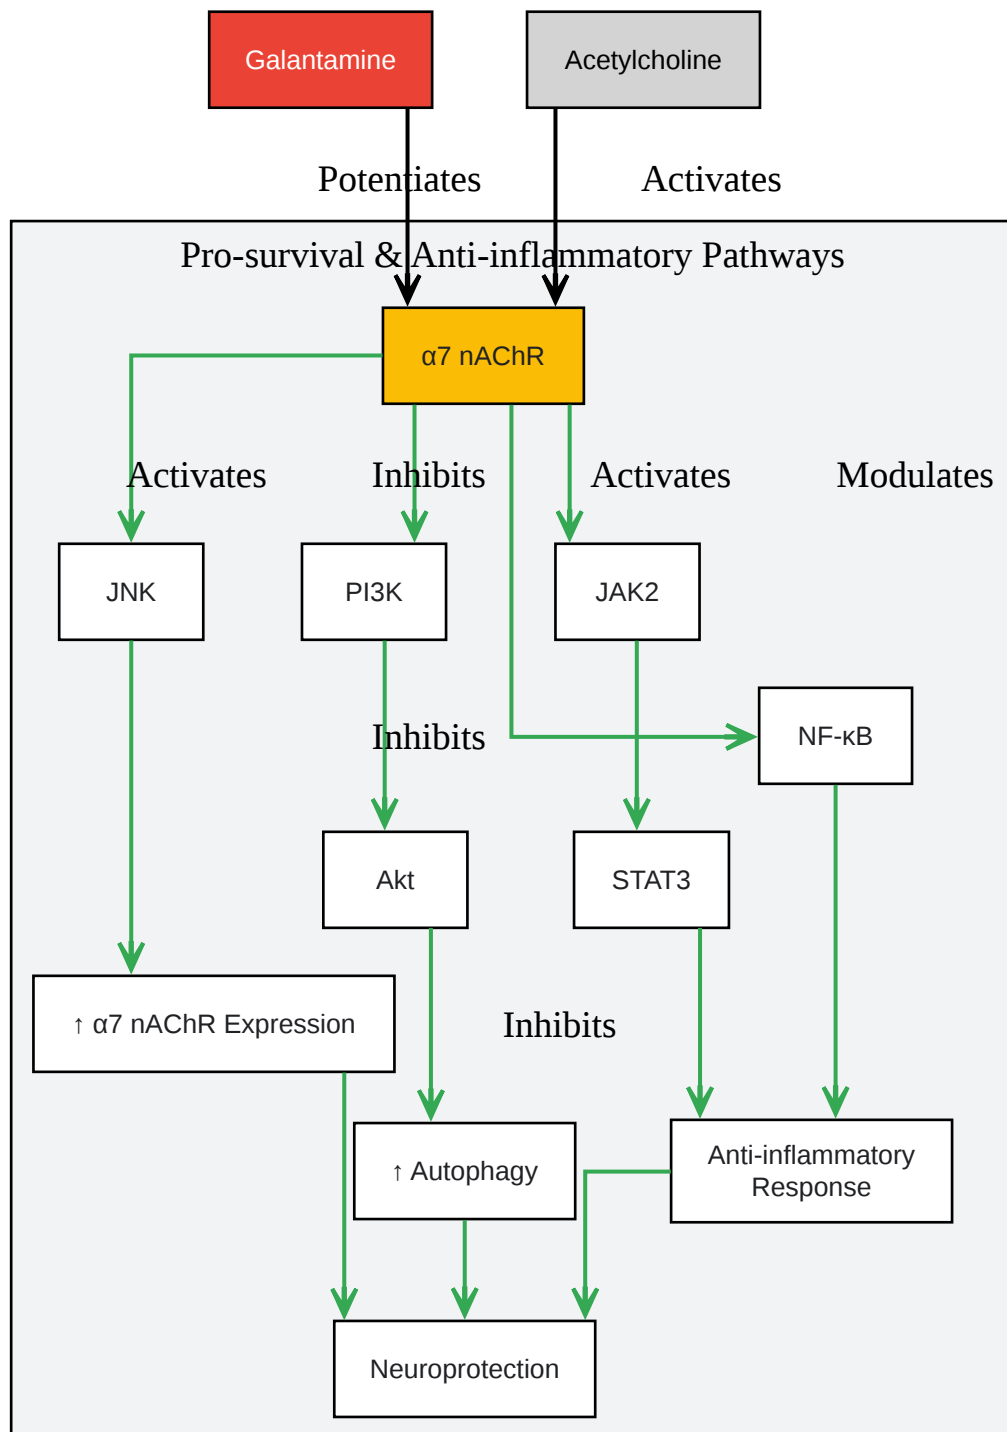 Galantamine
Acetylcholine
Potentiates
Activates
Pro-survival & Anti-inflammatory Pathways
α7 nAChR
Activates
Inhibits
Activates
Modulates
JNK
PI3K
JAK2
Inhibits
NF-κB
Akt
STAT3
↑ α7 nAChR Expression
Inhibits
↑ Autophagy
Anti-inflammatory
Response
Neuroprotection